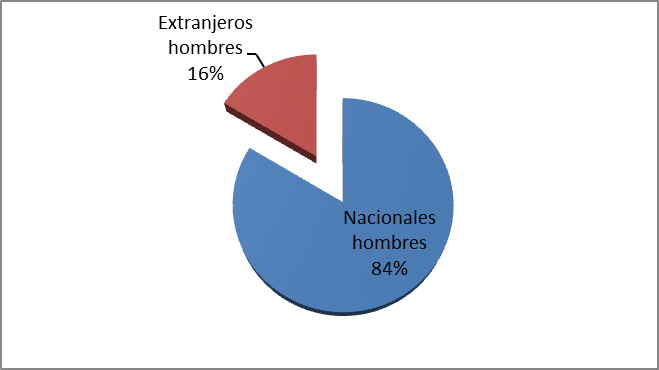 Extranjeros
hombres
16%
Nacionales
hombres
84%